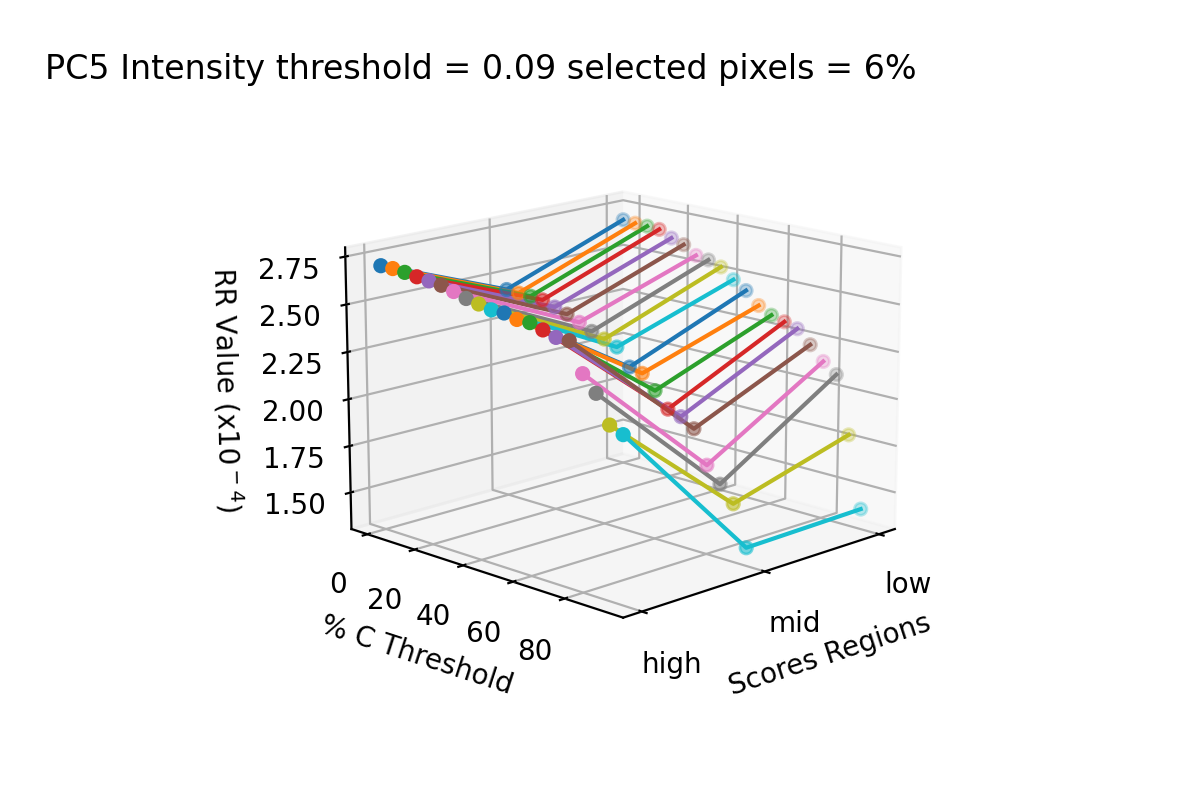 PC5 Intensity threshold = 0.09 selected pixels = 6%
RR Value (x10⁻⁴)
2.75
2.50
2.25
2.00
1.75
1.50
0
20
40
60
80
% C Threshold
high
mid
low
Scores Regions